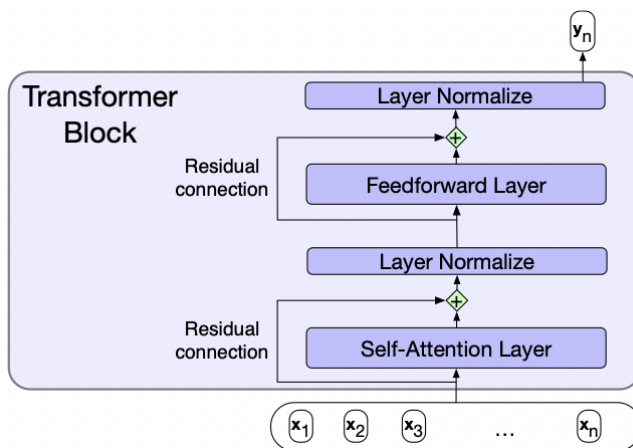 yn
Transformer
Block
Layer Normalize
+
Residual
connection
Feedforward Layer
Layer Normalize
+
Residual
connection
Self-Attention Layer
x1 x2 x3 ... xn